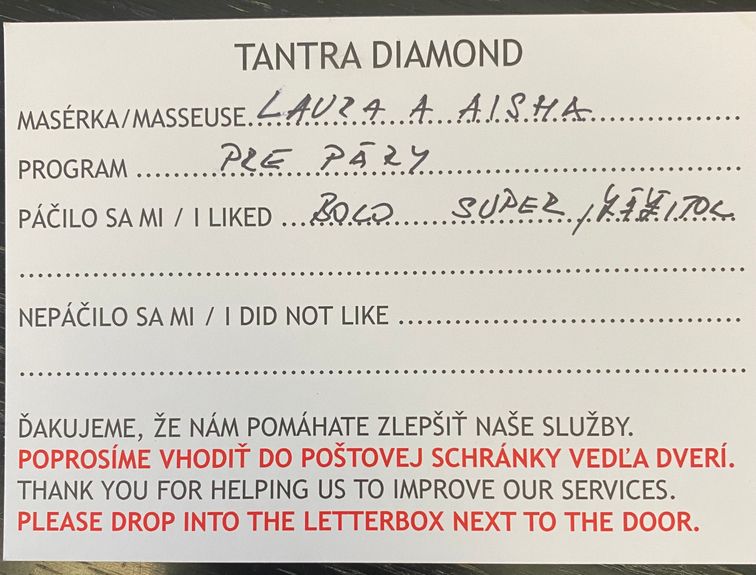 TANTRA DIAMOND
MASÉRKA/MASSEUSE LAURA A AISHA
PROGRAM PRE PÁRY
PÁČILO SA MI / I LIKED BOLO SUPER,
NEPÁČILO SA MI / I DID NOT LIKE
ĎAKUJEME, ŽE NÁM POMÁHATE ZLEPŠIŤ NAŠE SLUŽBY.
POPROSÍME VHODIŤ DO POŠTOVEJ SCHRÁNKY VEDĽA DVERÍ.
THANK YOU FOR HELPING US TO IMPROVE OUR SERVICES.
PLEASE DROP INTO THE LETTERBOX NEXT TO THE DOOR.